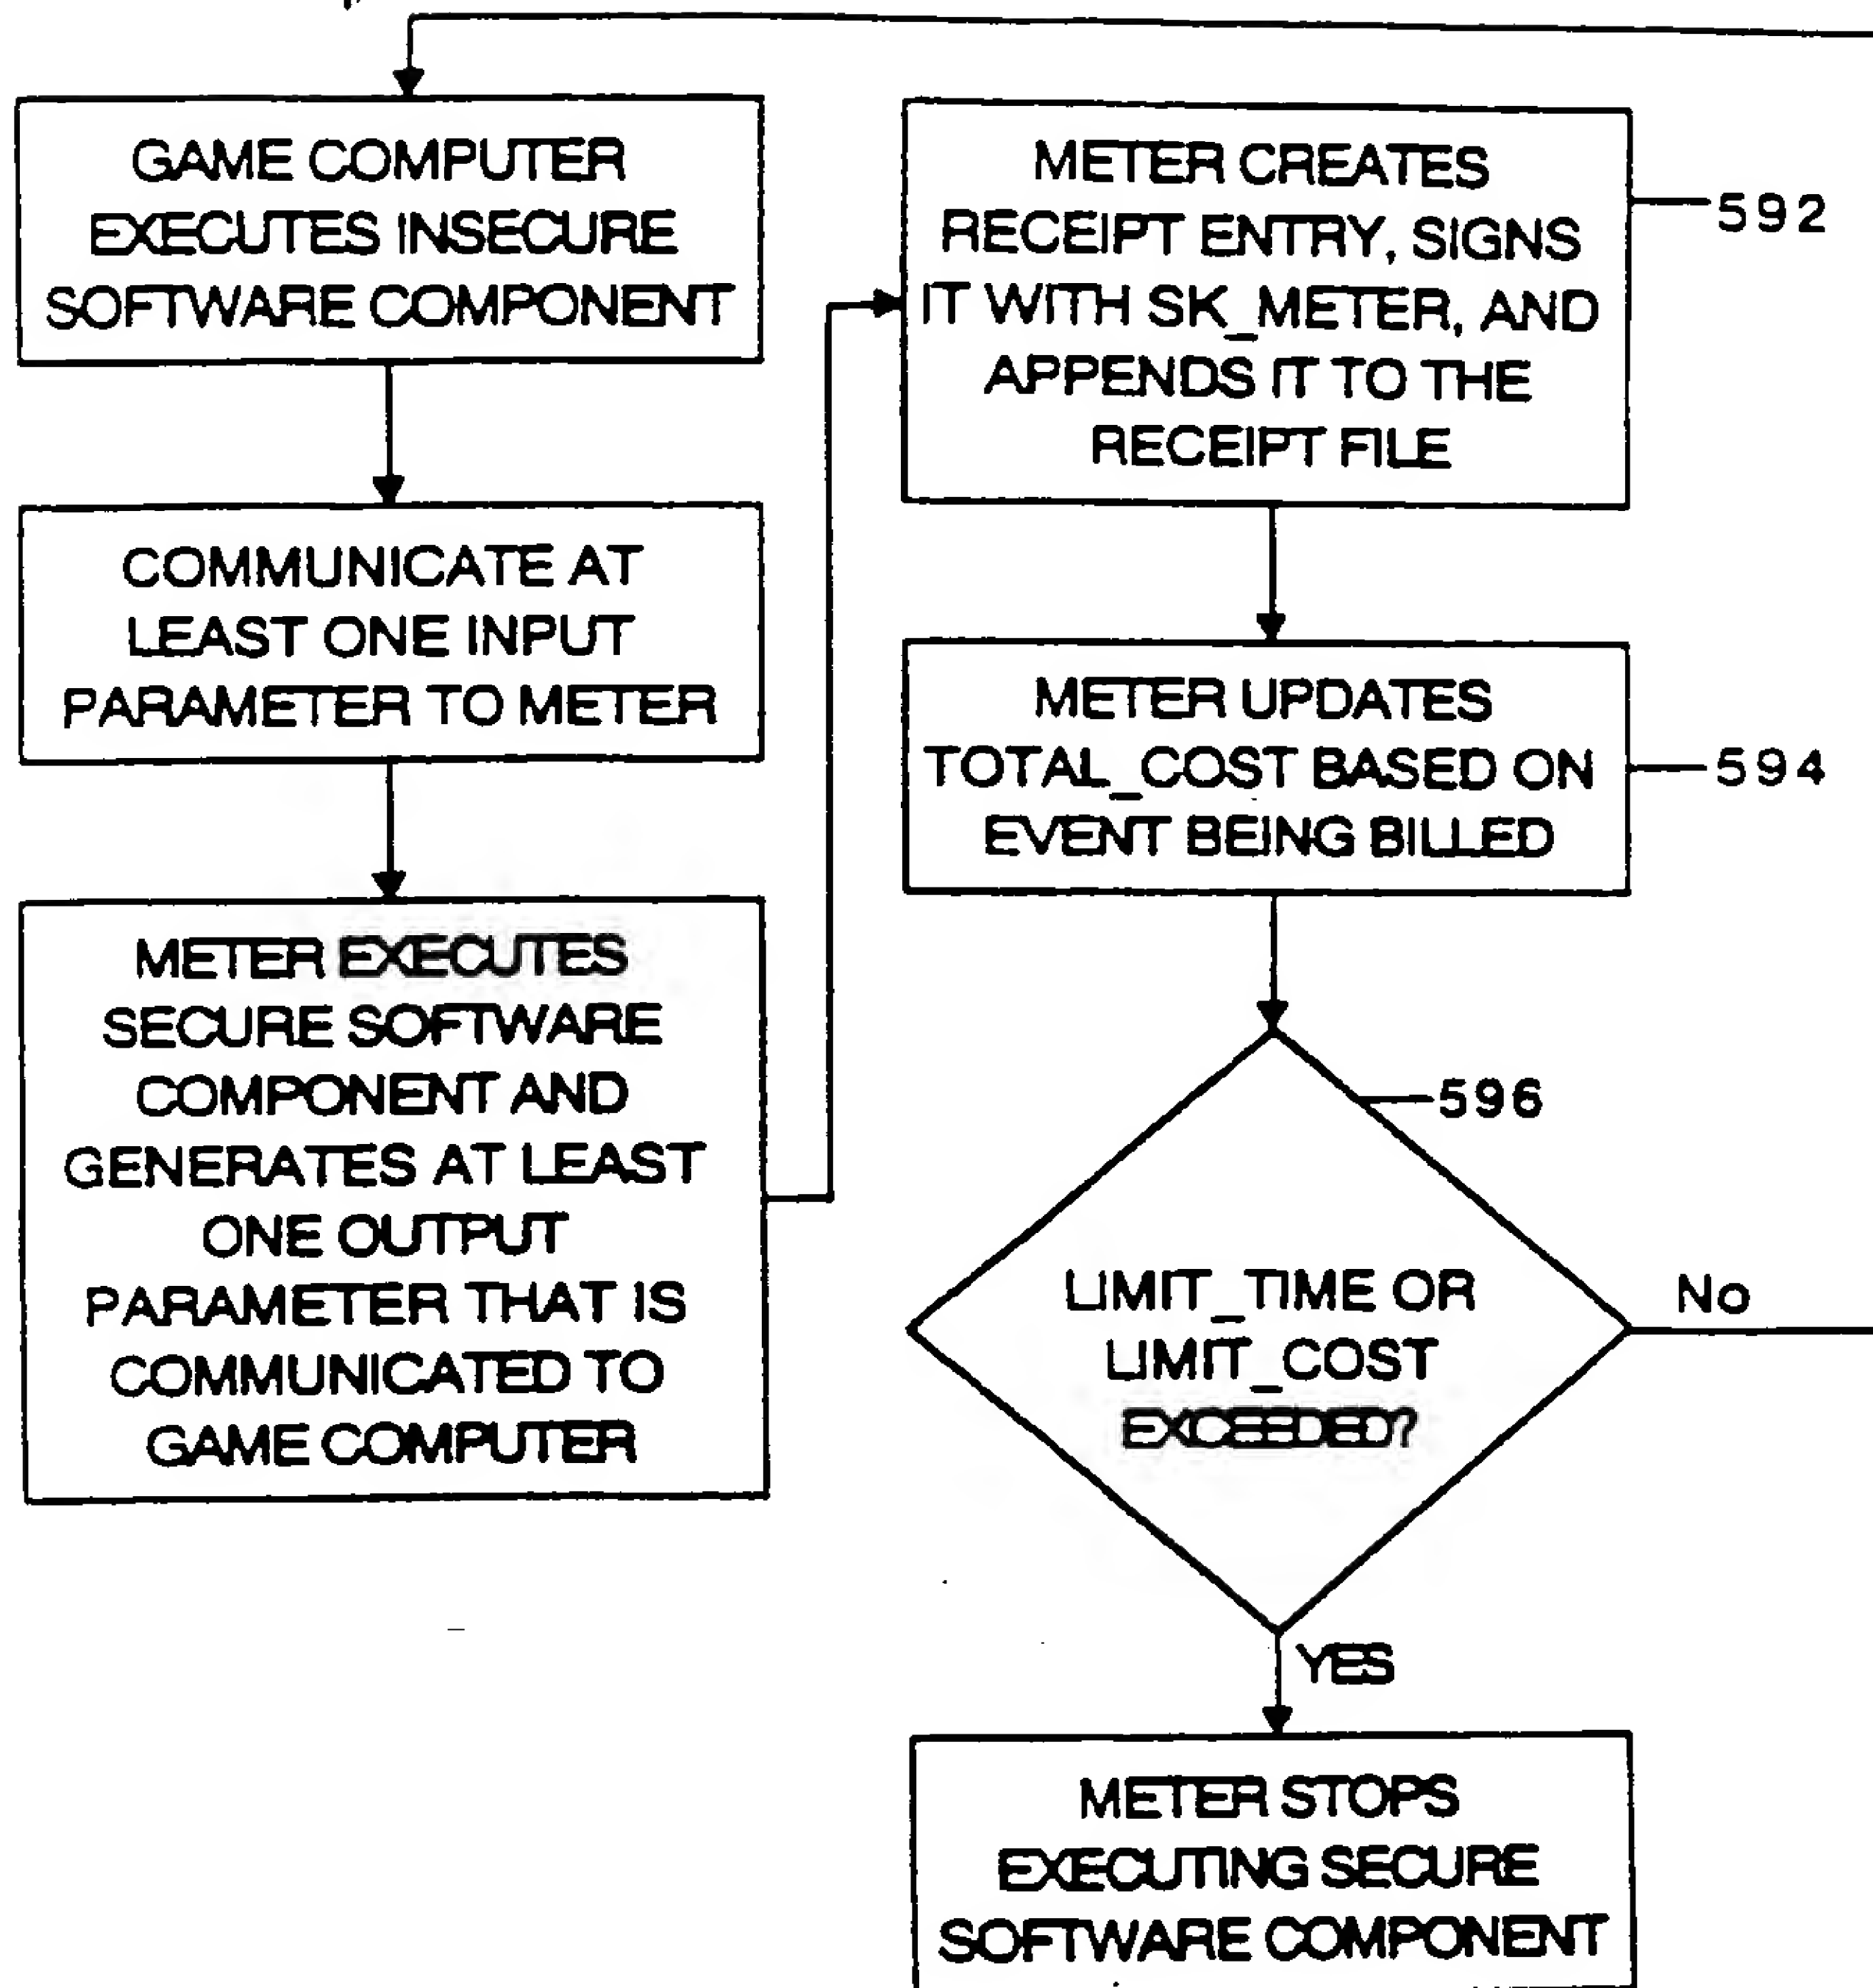 GAME COMPUTER
EXECUTES INSECURE
SOFTWARE COMPONENT
COMMUNICATE AT
LEAST ONE INPUT
PARAMETER TO METER
METER EXECUTES
SECURE SOFTWARE
COMPONENT AND
GENERATES AT LEAST
ONE OUTPUT
PARAMETER THAT IS
COMMUNICATED TO
GAME COMPUTER
METER CREATES
RECEIPT ENTRY, SIGNS
IT WITH SK_METER, AND
APPENDS IT TO THE
RECEIPT FILE
592
METER UPDATES
TOTAL_COST BASED ON
EVENT BEING BILLED
594
596
LIMIT_TIME OR
LIMIT_COST
EXCEEDED?
No
YES
METER STOPS
EXECUTING SECURE
SOFTWARE COMPONENT